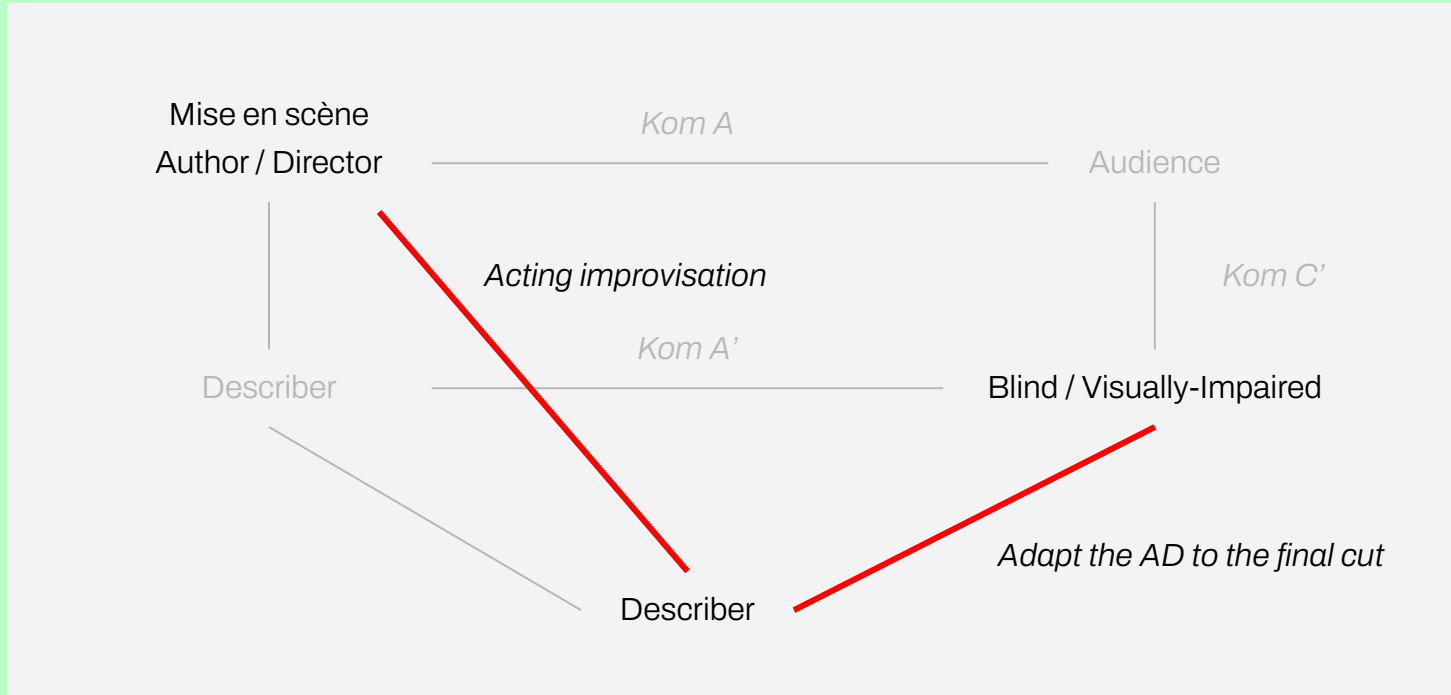 Mise en scène
Author / Director
Kom A
Audience
Acting improvisation
Kom C’
Kom A’
Describer
Blind / Visually-Impaired
Adapt the AD to the final cut
Describer